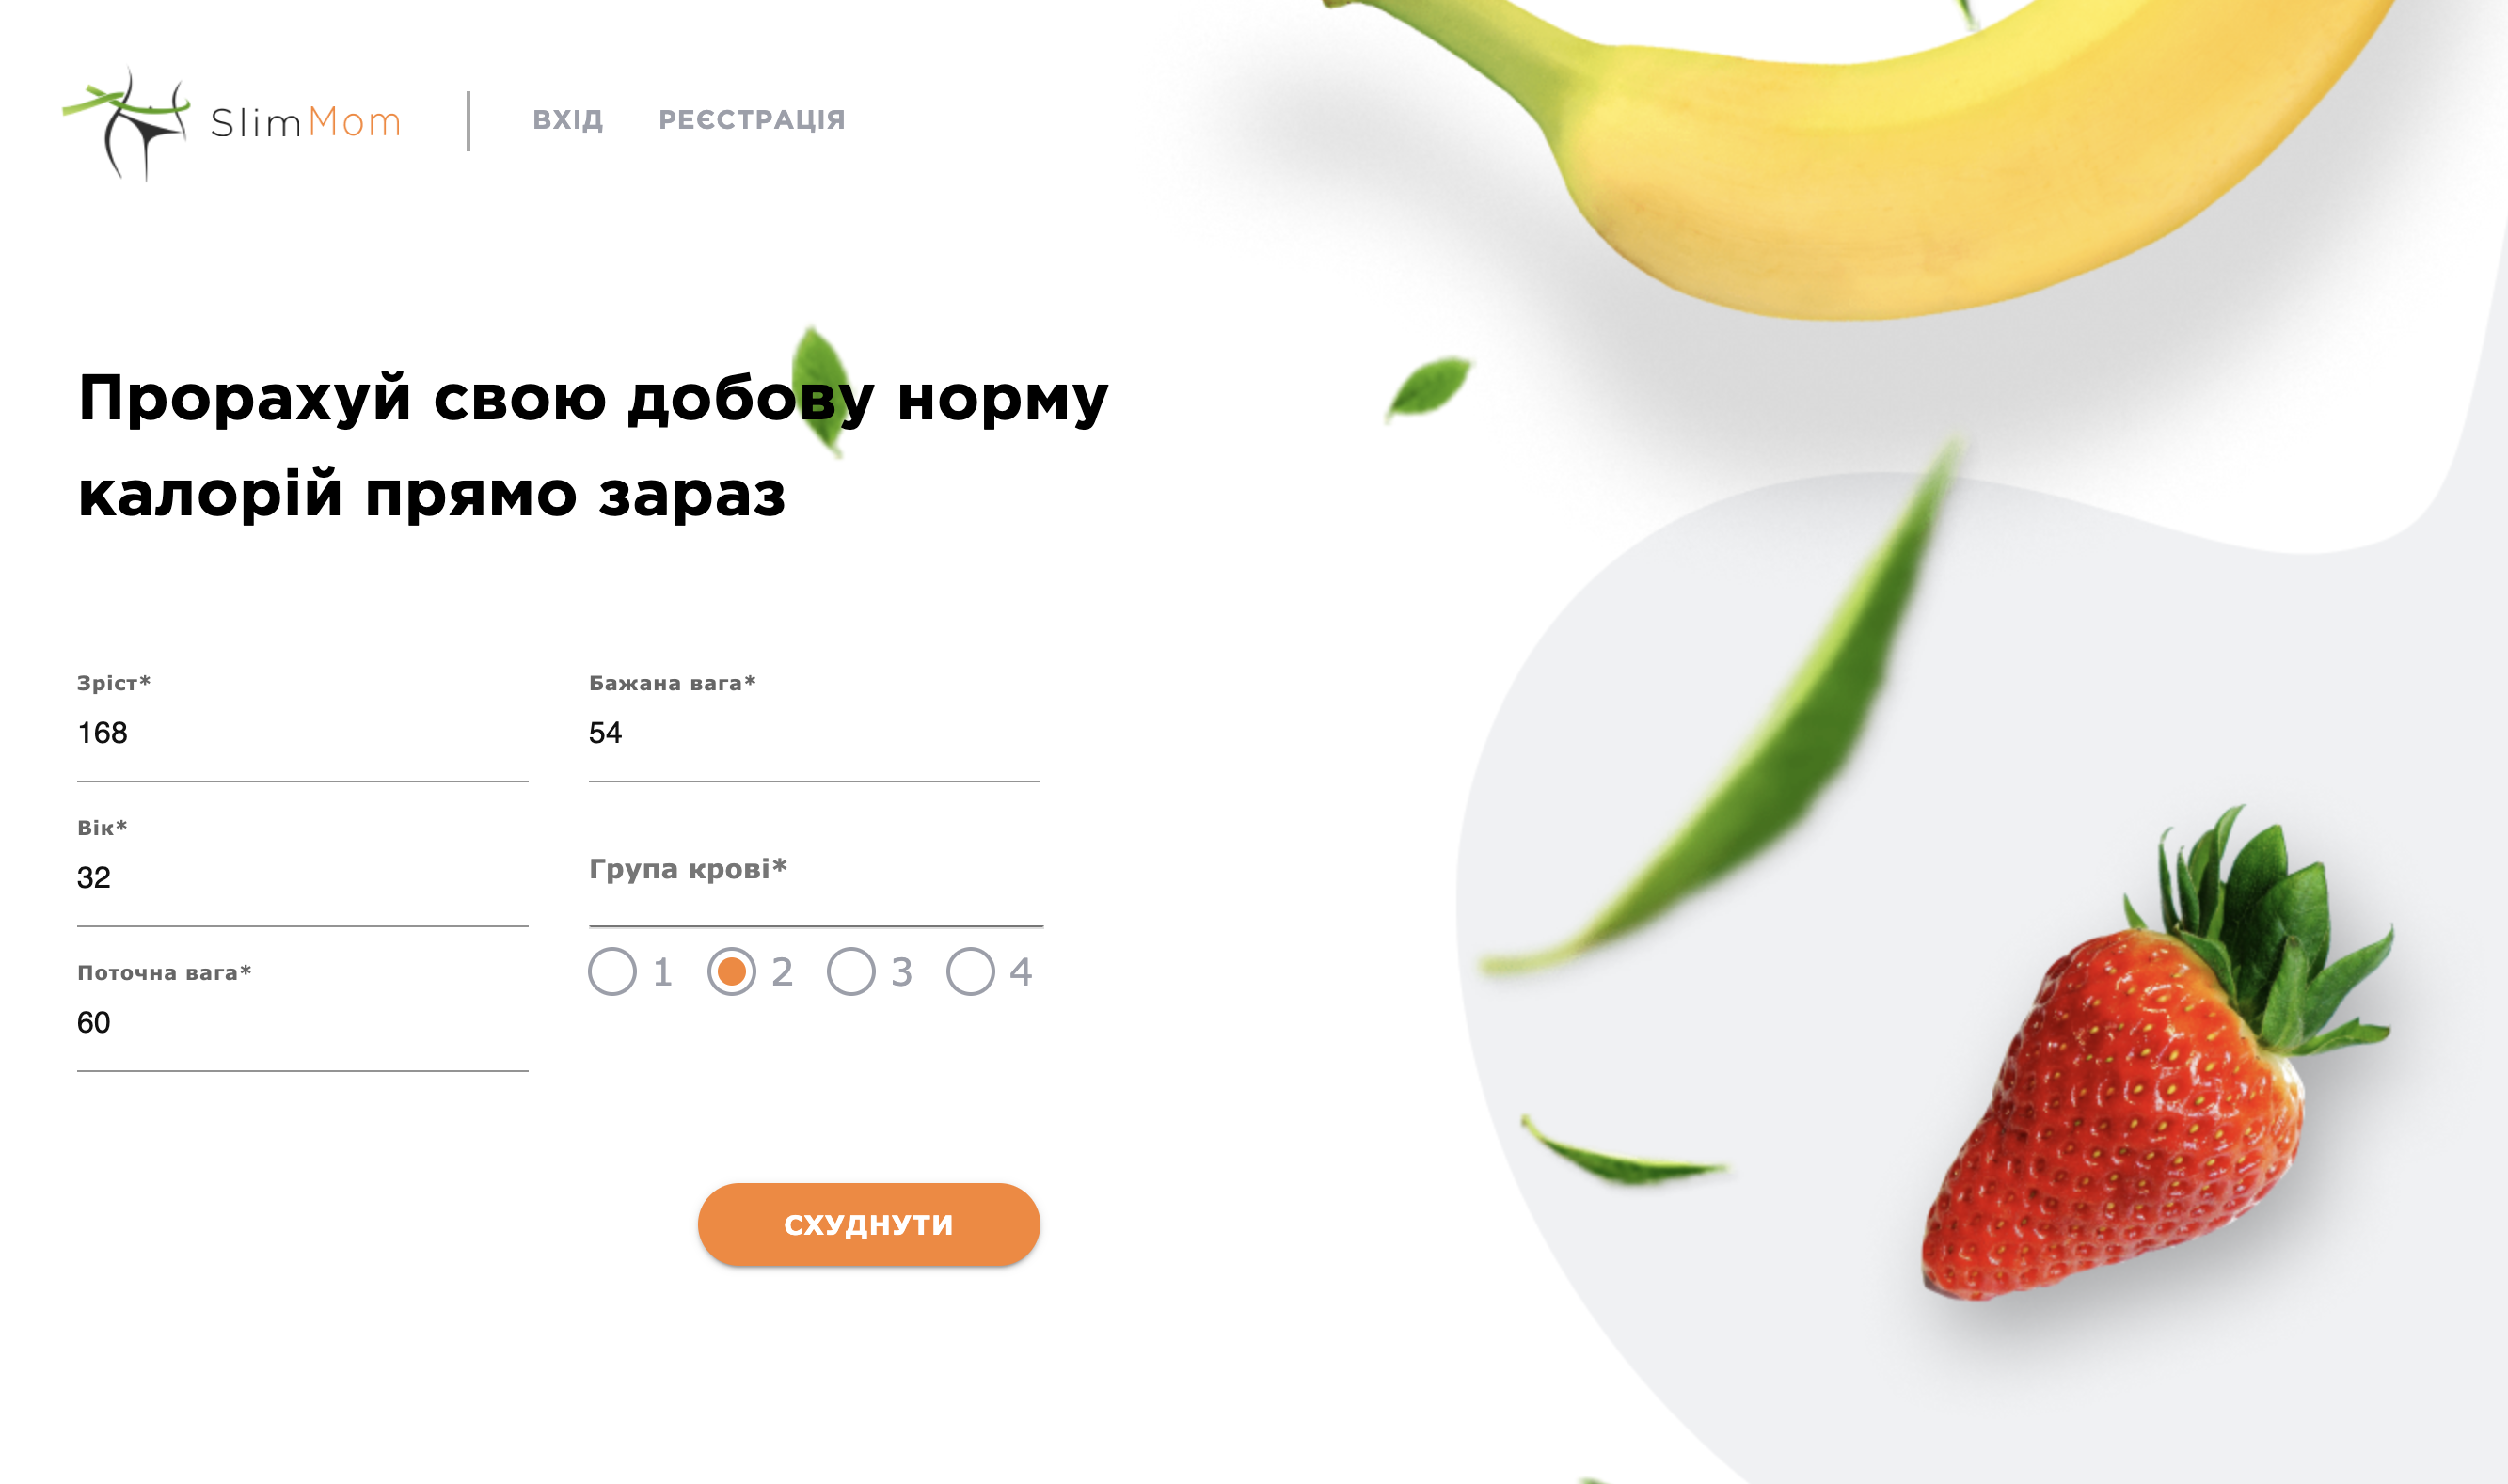 SlimMom
ВХІД
РЕЄСТРАЦІЯ
Прорахуй свою добову норму
калорій прямо зараз
Зріст*
168
Вік*
32
Поточна вага*
60
Бажана вага*
54
Група крові*
1 2 3 4
СХУДНУТИ